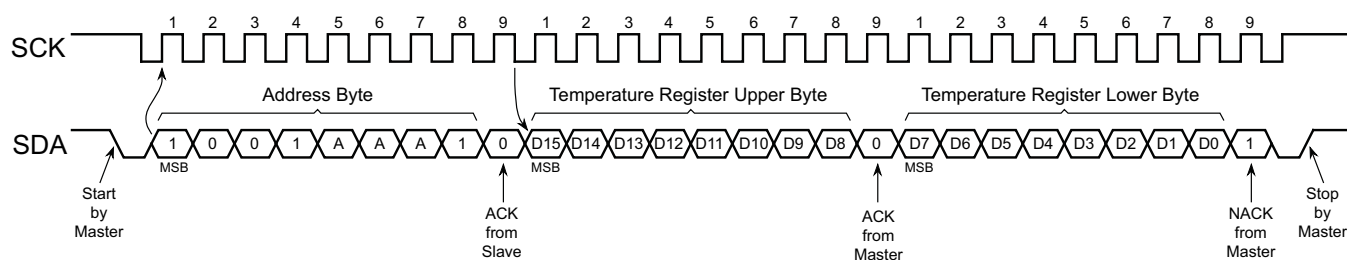 1 2 3 4 5 6 7 8 9 1 2 3 4 5 6 7 8 9 1 2 3 4 5 6 7 8 9
SCK
Address Byte Temperature Register Upper Byte Temperature Register Lower Byte
SDA 1 0 0 1 A A A 1 0 D15 D14 D13 D12 D11 D10 D9 D8 0 D7 D6 D5 D4 D3 D2 D1 D0 1
MSB MSB MSB
Start
by
Master
ACK
from
Slave
ACK
from
Master
NACK
from
Master
Stop
by
Master